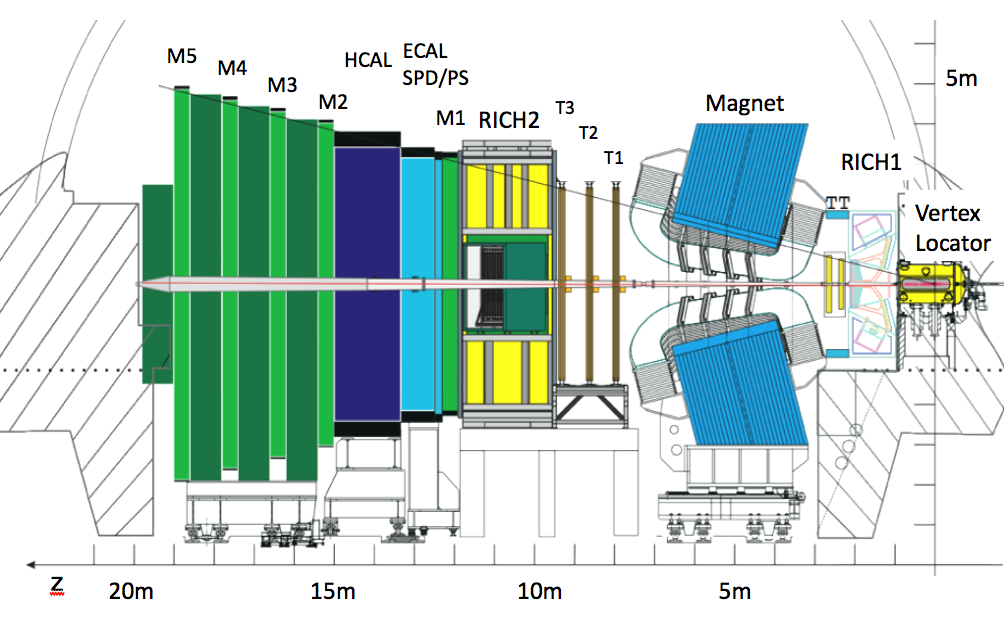 M5
M4
M3
M2
HCAL
ECAL
SPD/PS
M1
RICH2
T3
T2
T1
Magnet
5m
RICH1
TT
Vertex
Locator
Z
20m
15m
10m
5m